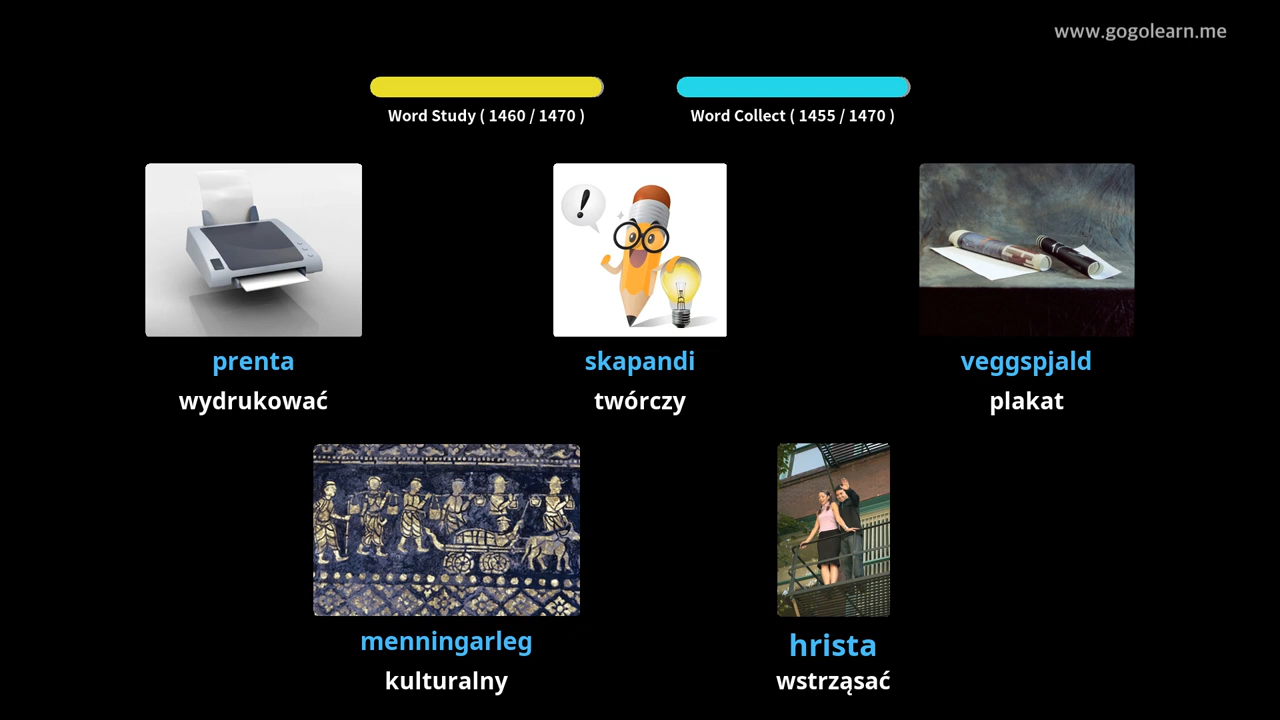 www.gogolearn.me
Word Study ( 1460 / 1470 )
Word Collect ( 1455 / 1470 )
prenta
wydrukować
skapandi
twórczy
veggspjald
plakat
menningarleg
kulturalny
hrista
wstrząsać